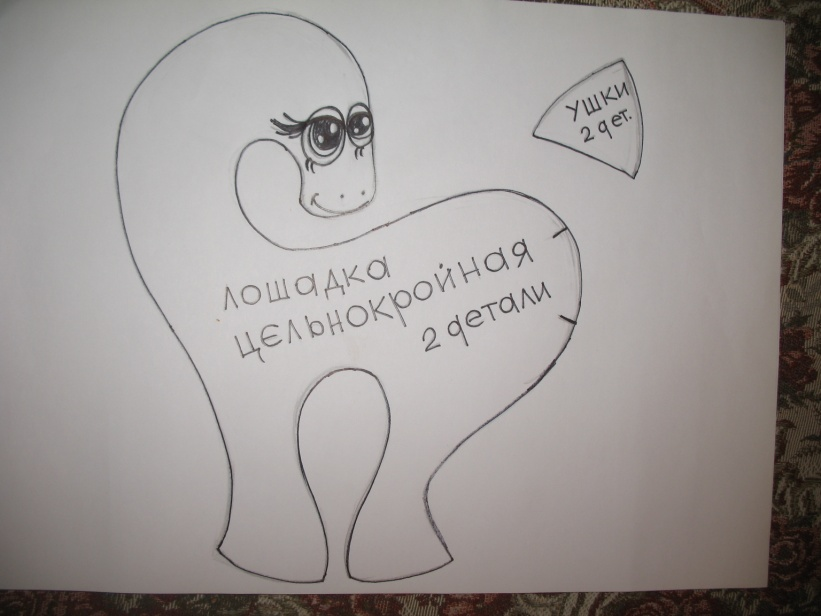 ушки
2 дет.
лошадка
цельнокройная
2 детали